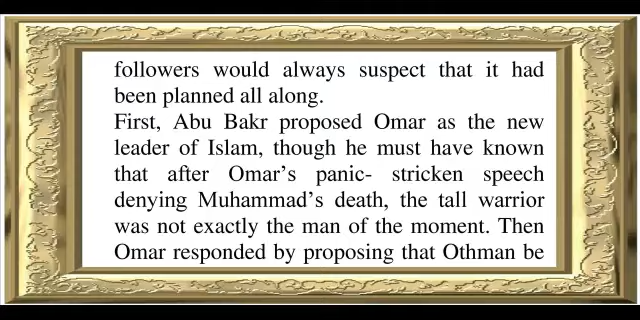 followers would always suspect that it had
been planned all along.
First, Abu Bakr proposed Omar as the new
leader of Islam, though he must have known
that after Omar’s panic- stricken speech
denying Muhammad’s death, the tall warrior
was not exactly the man of the moment. Then
Omar responded by proposing that Othman be